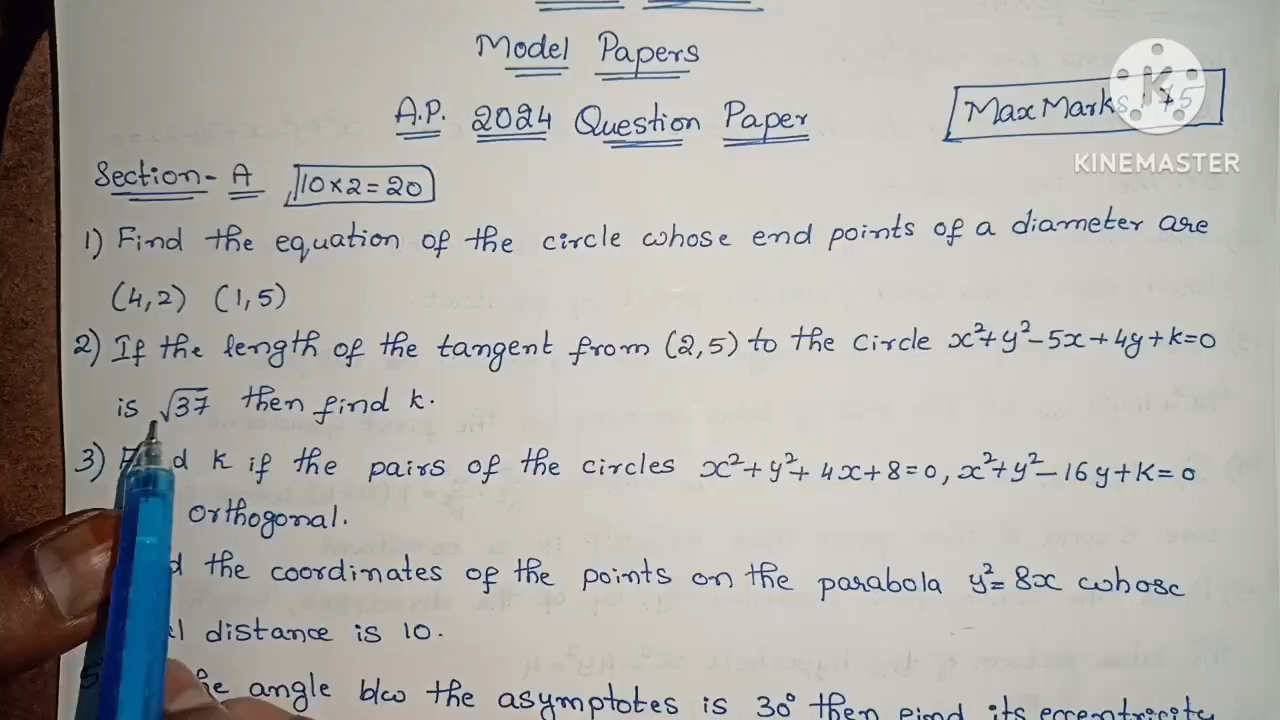 Model Papers
A.P. 2024 Question Paper
Max Marks: 75
KINEMASTER
Section-A 10×2=20
1) Find the equation of the circle whose end points of a diameter are
(4,2) (1,5)
2) If the length of the tangent from (2,5) to the circle x²+y²-5x+4y+k=0
is √37 then find k.
3) Find k if the pairs of the circles x²+y²+4x+8=0, x²+y²-16y+k=0
orthogonal.
the coordinates of the points on the parabola y²=8x whose
distance is 10.
5) the angle b/w the asymptotes is 30° then find its eccentricity